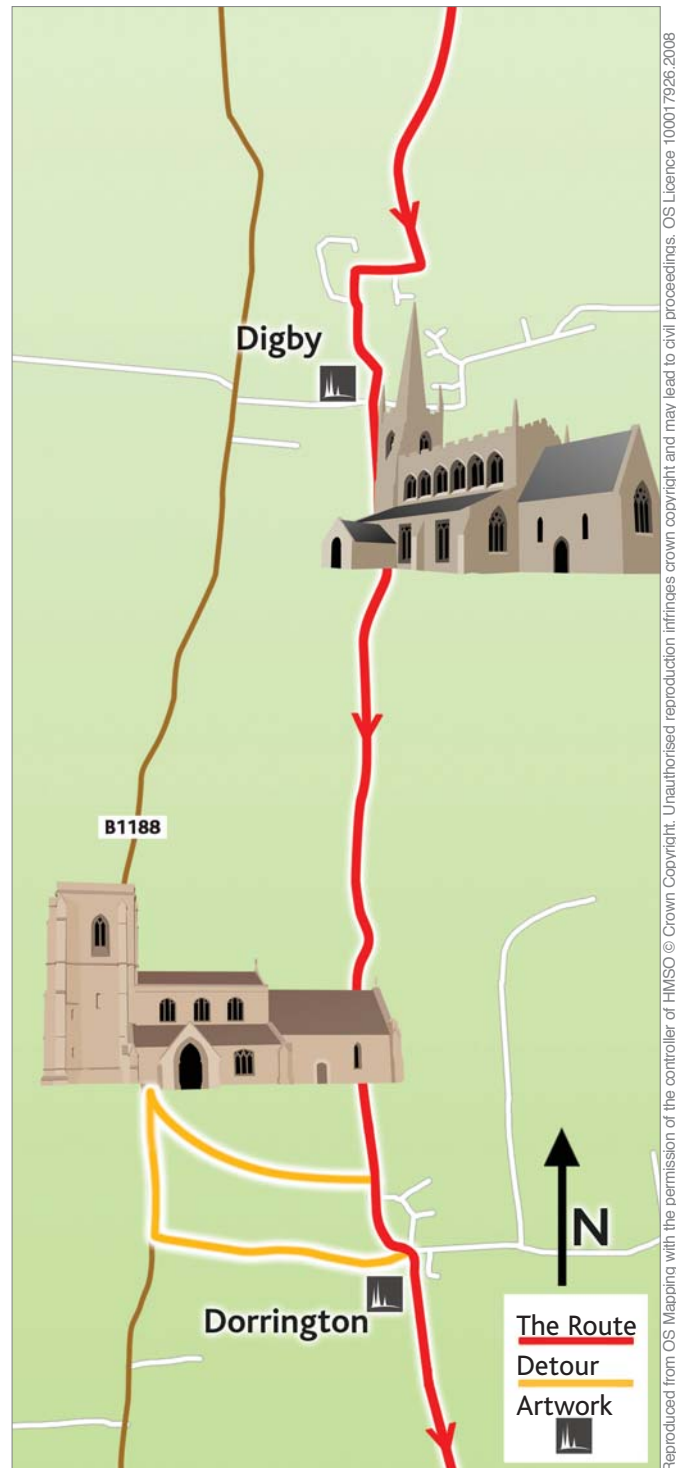 Digby
B1188
N
Dorrington
The Route
Detour
Artwork
Reproduced from OS Mapping with the permission of the controller of HMSO © Crown Copyright. Unauthorised reproduction infringes crown copyright and may lead to civil proceedings. OS Licence 100017926.2008